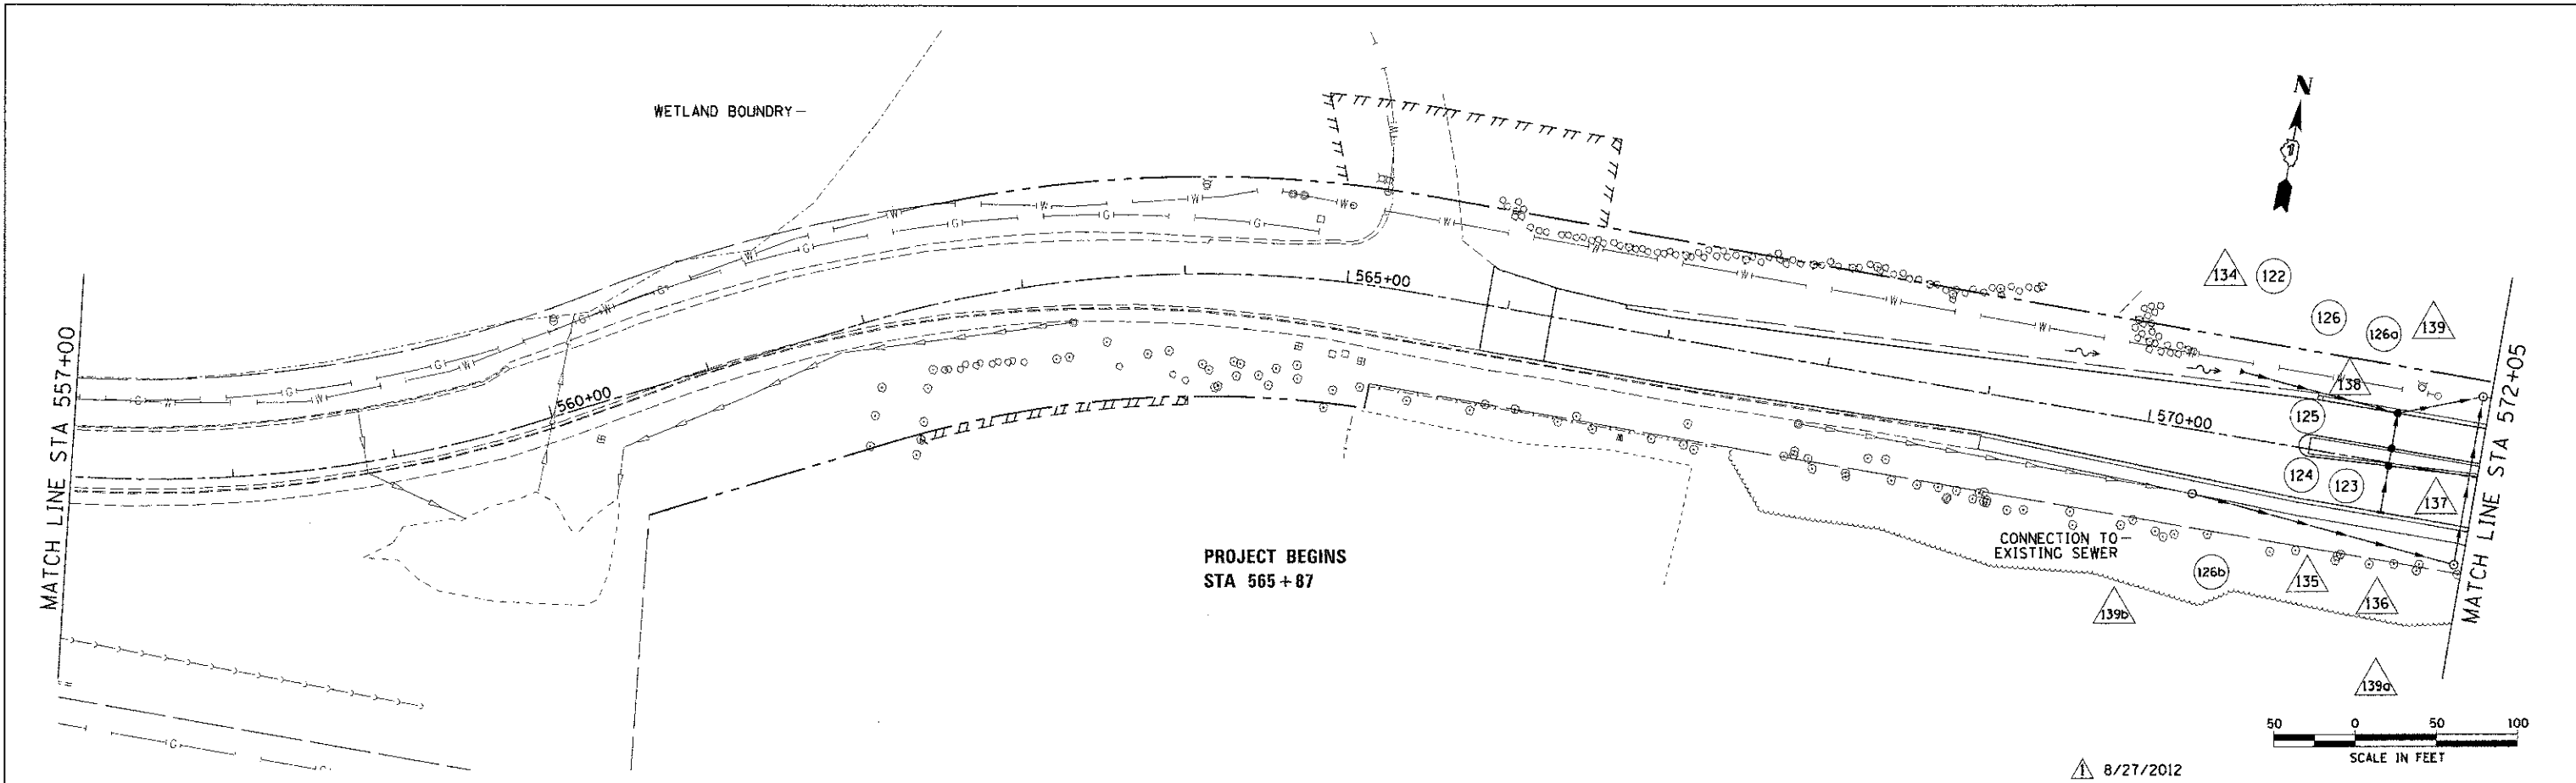 N
WETLAND BOUNDRY
W
W
W
W
W
G
G
G
G
G
G
W
565+00
W
W
W
W
W
W
134
122
126
126a
139
138
125
570+00
124
123
137
MATCH LINE STA 557+00
G
W
G
W
G
W
560+00
MATCH LINE STA 572+05
PROJECT BEGINS
STA 565+87
CONNECTION TO
EXISTING SEWER
126b
135
136
139b
139a
G
G
50 0 50 100
SCALE IN FEET
1 8/27/2012